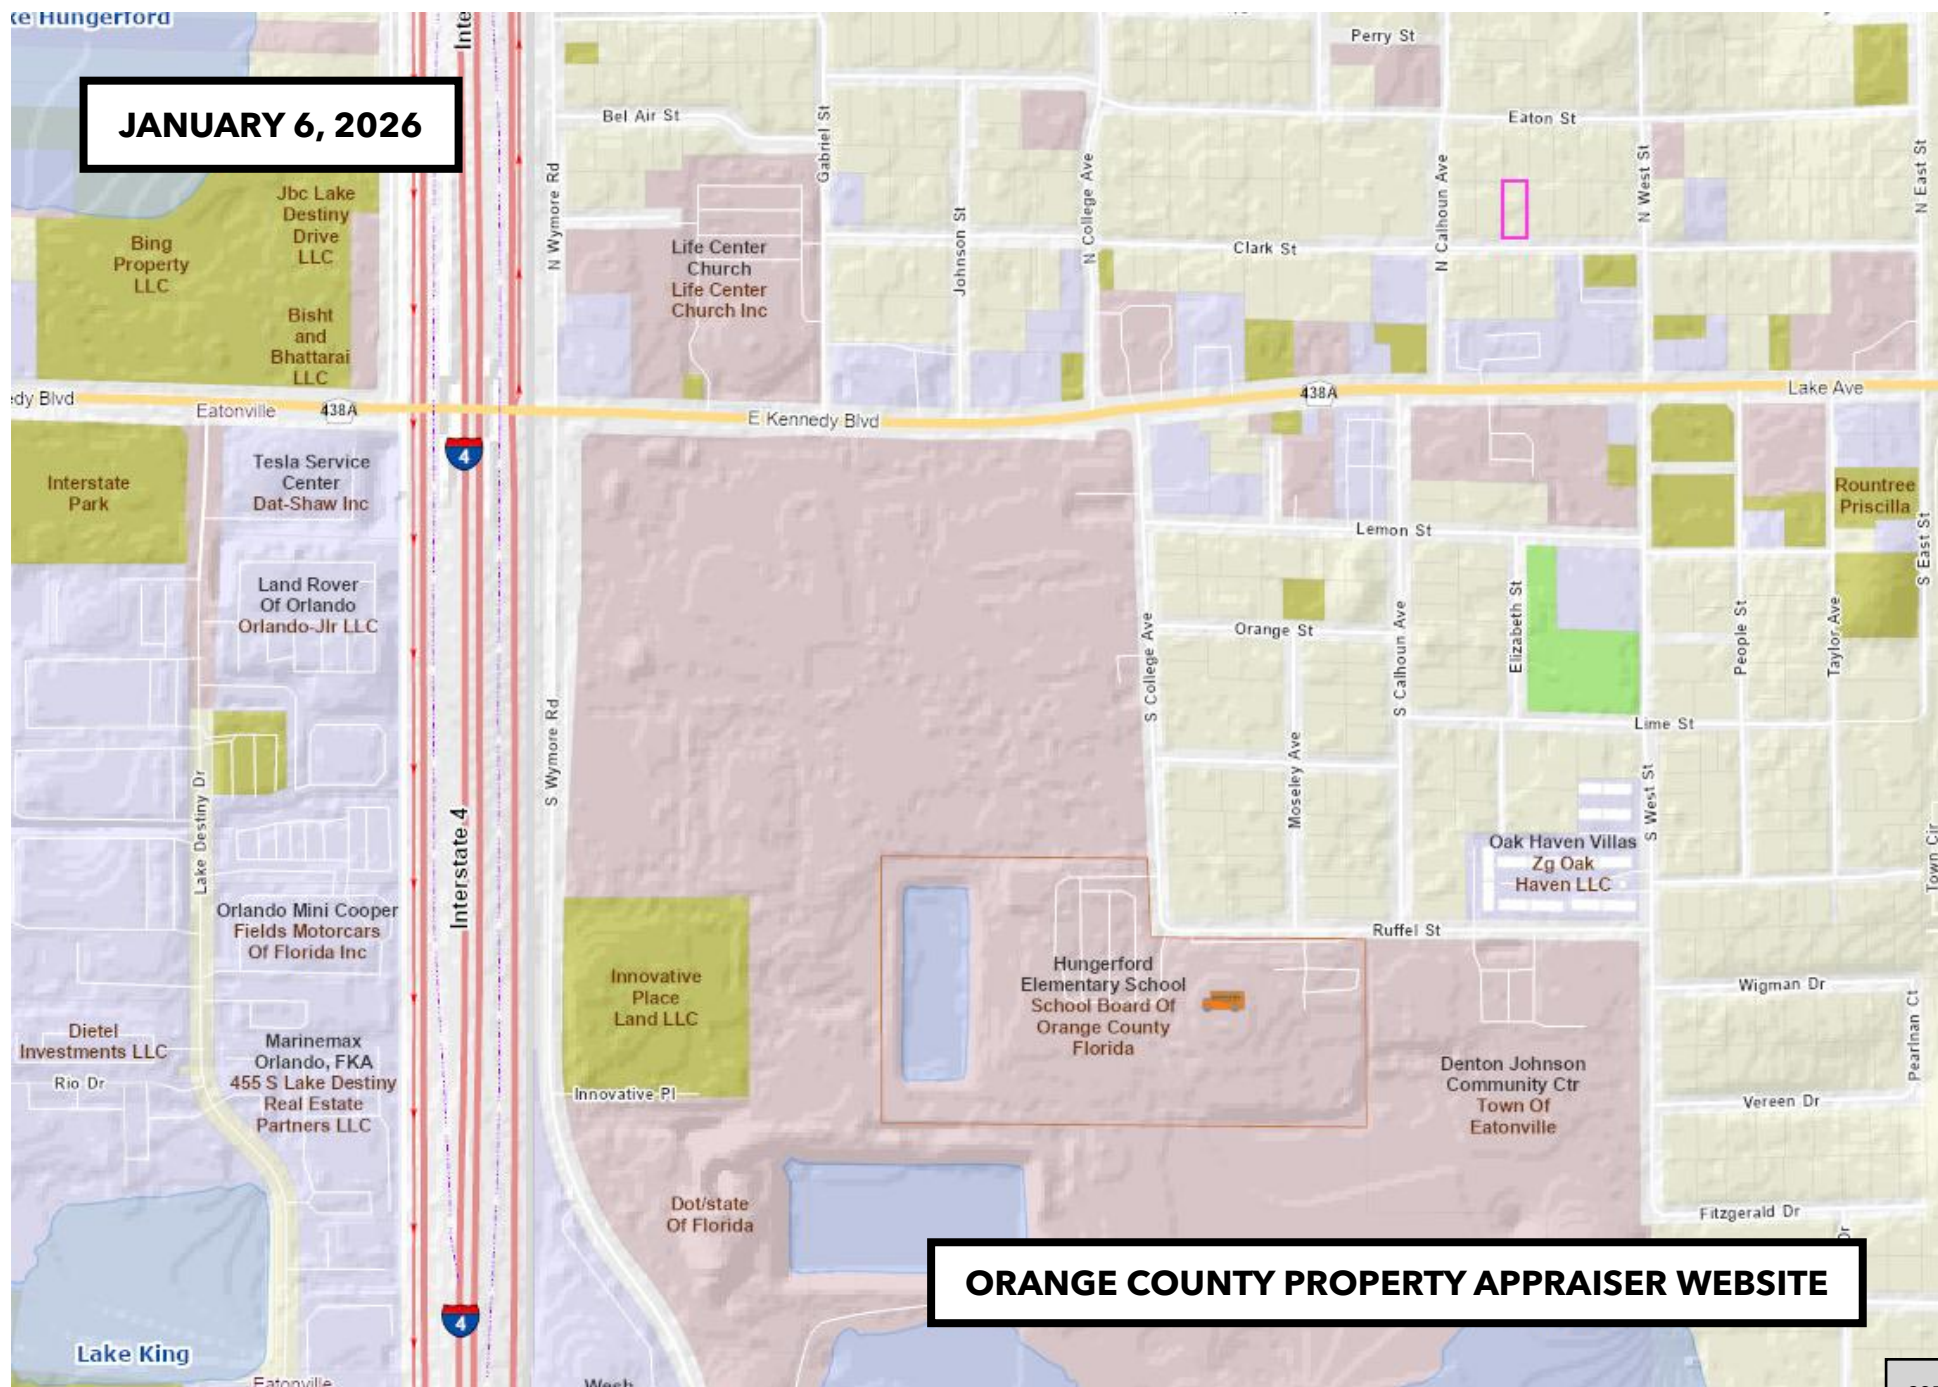 ke Hungerford
JANUARY 6, 2026
Inte
Perry St
Bel Air St
Gabriel St
Eaton St
N Wymore Rd
Johnson St
N College Ave
N Calhoun Ave
N West St
N East St
Clark St
Jbc Lake
Destiny
Drive
LLC
Bing
Property
LLC
Bisht
and
Bhattarai
LLC
Life Center
Church
Life Center
Church Inc
edy Blvd
Eatonville
438A
E Kennedy Blvd
438A
Lake Ave
4
Interstate
Park
Tesla Service
Center
Dat-Shaw Inc
Rountree
Priscilla
Lemon St
Land Rover
Of Orlando
Orlando-Jlr LLC
Orange St
S College Ave
S Calhoun Ave
Elizabeth St
People St
Taylor Ave
S East St
Lime St
S Wymore Rd
Moseley Ave
S West St
Lake Destiny Dr
Interstate 4
Oak Haven Villas
Zg Oak
Haven LLC
Town Cir
Orlando Mini Cooper
Fields Motorcars
Of Florida Inc
Ruffel St
Innovative
Place
Land LLC
Hungerford
Elementary School
School Board Of
Orange County
Florida
Wigman Dr
Pearlnan Ct
Dietel
Investments LLC
Rio Dr
Marinemax
Orlando, FKA
455 S Lake Destiny
Real Estate
Partners LLC
Innovative Pl
Denton Johnson
Community Ctr
Town Of
Eatonville
Vereen Dr
Dot/state
Of Florida
Fitzgerald Dr
Dr
ORANGE COUNTY PROPERTY APPRAISER WEBSITE
4
Lake King
Eatonville